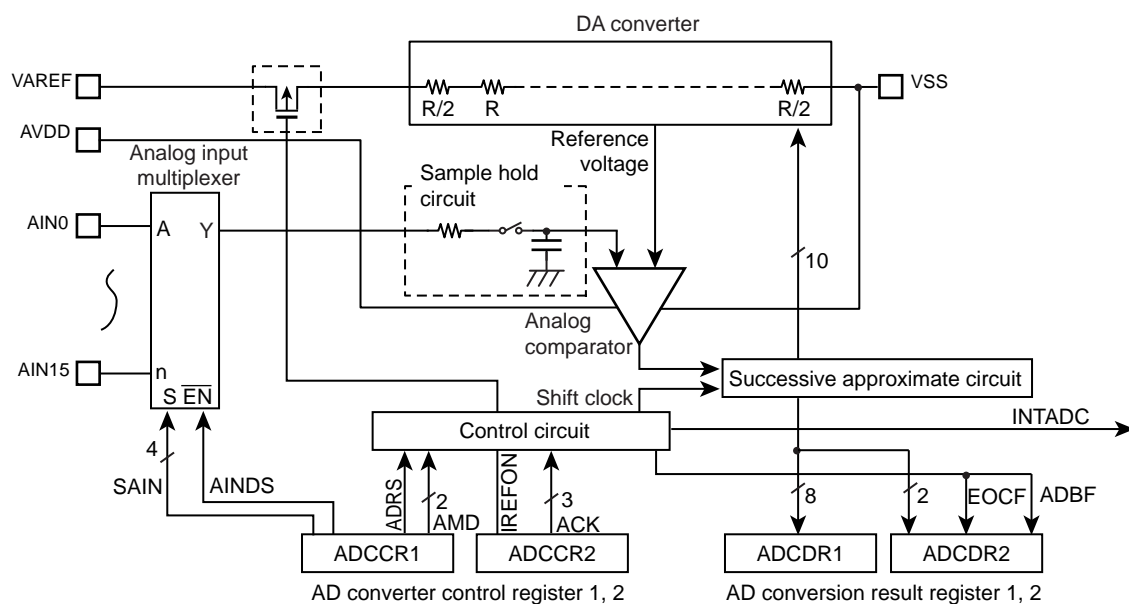 DA converter
VAREF
VSS
R/2
R
R/2
AVDD
Analog input
multiplexer
Reference
voltage
Sample hold
circuit
AIN0
A
Y
10
Analog
comparator
AIN15
n
S
EN
Successive approximate circuit
Shift clock
Control circuit
INTADC
4
SAIN
AINDS
ADRS
2
AMD
IREFON
3
ACK
8
2
EOCF
ADBF
ADCCR1
ADCCR2
ADCDR1
ADCDR2
AD converter control register 1, 2
AD conversion result register 1, 2